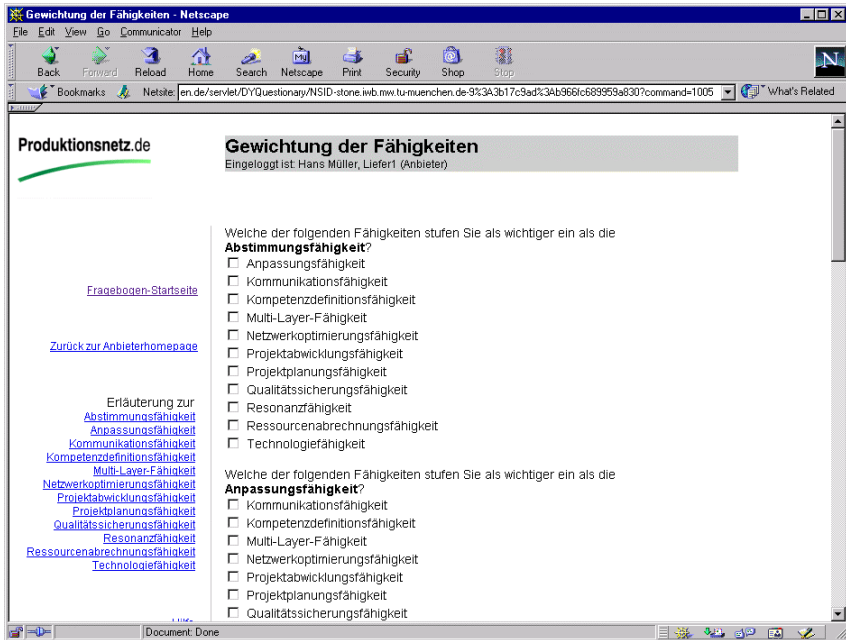 Gewichtung der Fähigkeiten - Netscape
File Edit View Go Communicator Help
Back Forward Reload Home Search Netscape Print Security Shop Stop
Bookmarks Netsite: en.de/servlet/DYQuestionary/NSID-stone.iwb.mw.tu-muenchen.de-9%3A3b17c9ad%3Ab966fc689959a830?command=1005 What's Related
Produktionsnetz.de
Gewichtung der Fähigkeiten
Eingeloggt ist: Hans Müller, Liefer1 (Anbieter)
Fragebogen-Startseite
Zurück zur Anbieterhomepage
Erläuterung zur
Abstimmungsfähigkeit
Anpassungsfähigkeit
Kommunikationsfähigkeit
Kompetenzdefinitionsfähigkeit
Multi-Layer-Fähigkeit
Netzwerkoptimierungsfähigkeit
Projektabwicklungsfähigkeit
Projektplanungsfähigkeit
Qualitätssicherungsfähigkeit
Resonanzfähigkeit
Ressourcenabrechnungsfähigkeit
Technologiefähigkeit
Welche der folgenden Fähigkeiten stufen Sie als wichtiger ein als die
Abstimmungsfähigkeit?
Anpassungsfähigkeit
Kommunikationsfähigkeit
Kompetenzdefinitionsfähigkeit
Multi-Layer-Fähigkeit
Netzwerkoptimierungsfähigkeit
Projektabwicklungsfähigkeit
Projektplanungsfähigkeit
Qualitätssicherungsfähigkeit
Resonanzfähigkeit
Ressourcenabrechnungsfähigkeit
Technologiefähigkeit
Welche der folgenden Fähigkeiten stufen Sie als wichtiger ein als die
Anpassungsfähigkeit?
Kommunikationsfähigkeit
Kompetenzdefinitionsfähigkeit
Multi-Layer-Fähigkeit
Netzwerkoptimierungsfähigkeit
Projektabwicklungsfähigkeit
Projektplanungsfähigkeit
Qualitätssicherungsfähigkeit
Document: Done